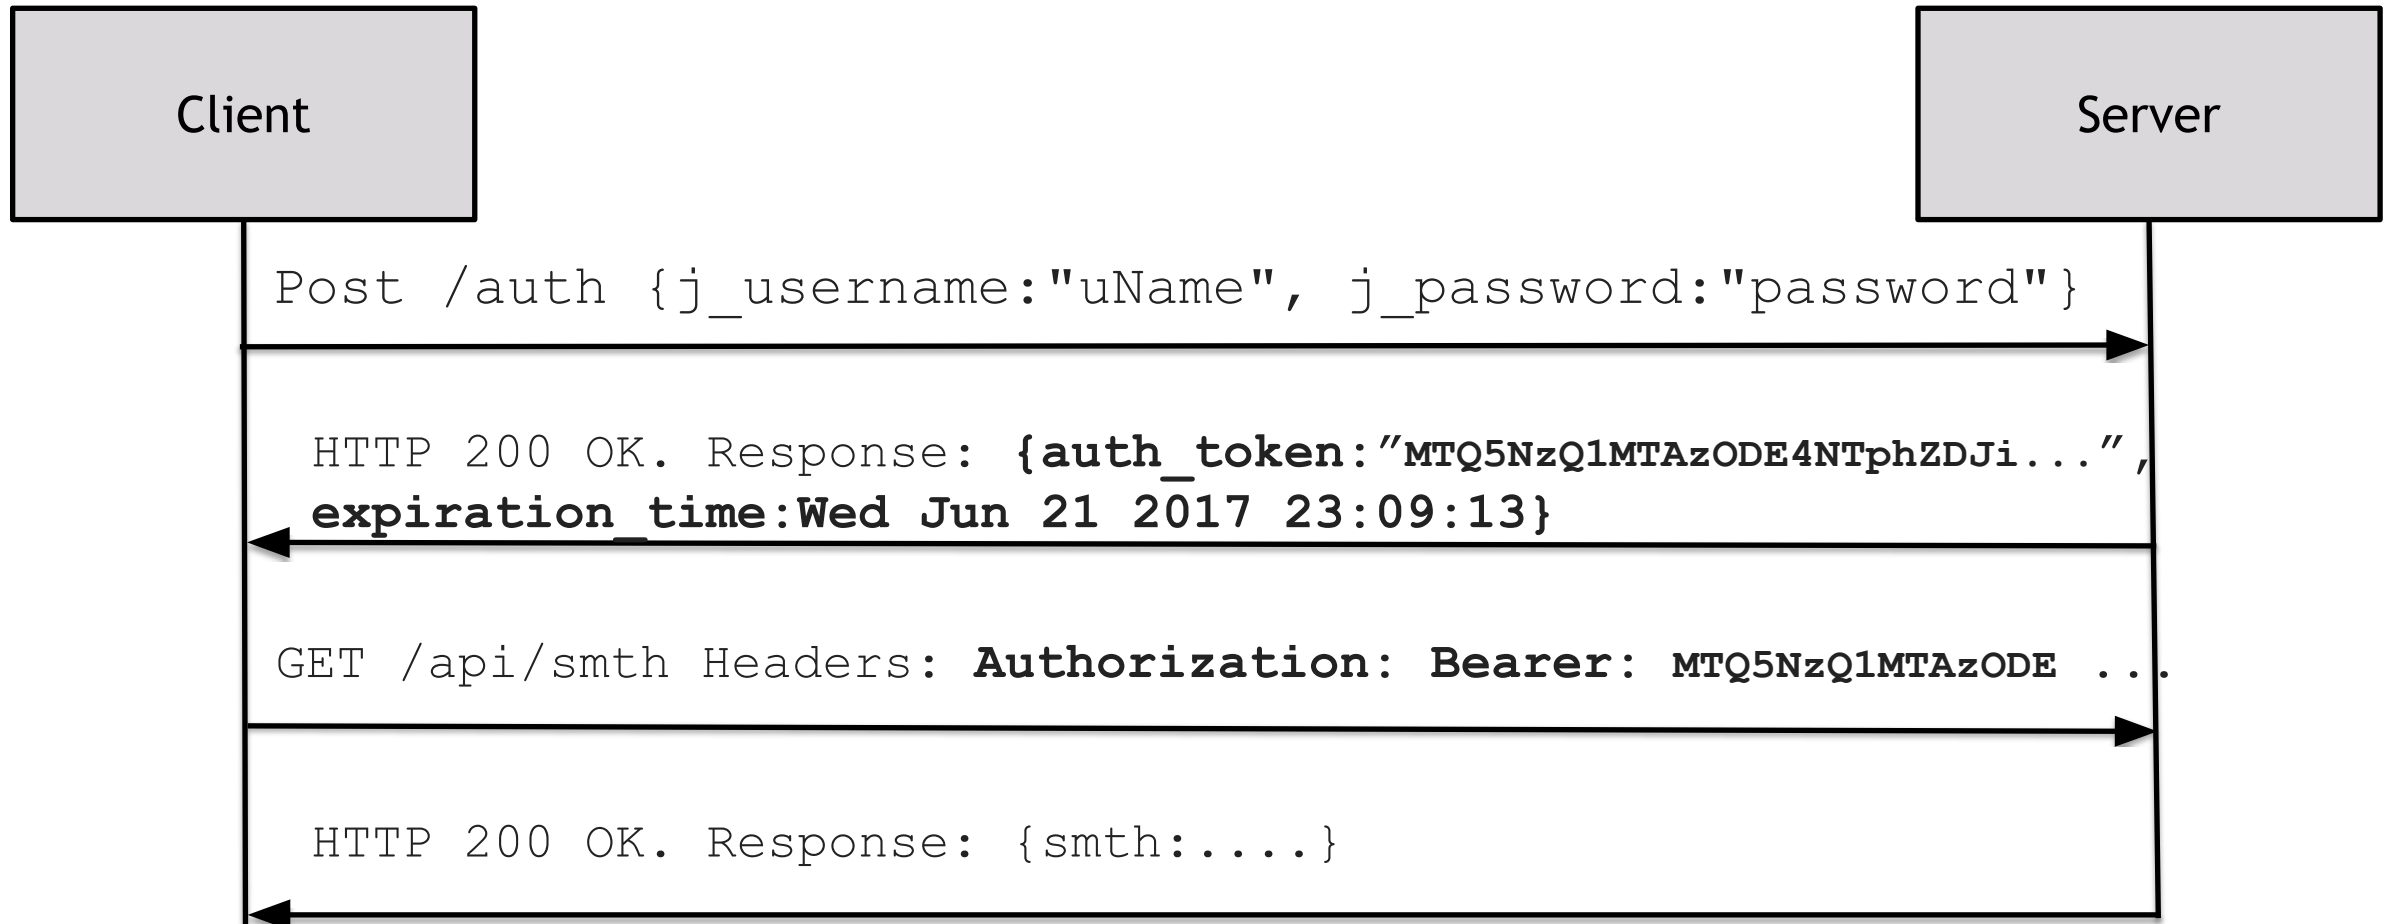 Client
Server
Post /auth {j_username:"uName", j_password:"password"}
HTTP 200 OK. Response: {auth_token:”MTQ5NzQ1MTAzODE4NTphZDJi...”,
expiration_time:Wed Jun 21 2017 23:09:13}
GET /api/smth Headers: Authorization: Bearer: MTQ5NzQ1MTAzODE ...
HTTP 200 OK. Response: {smth:....}